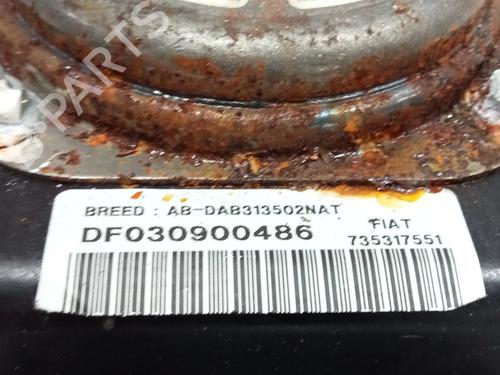 BREED : AB-DAB313502NAT
DF030900486
FIAT
735317551
B-PARTS